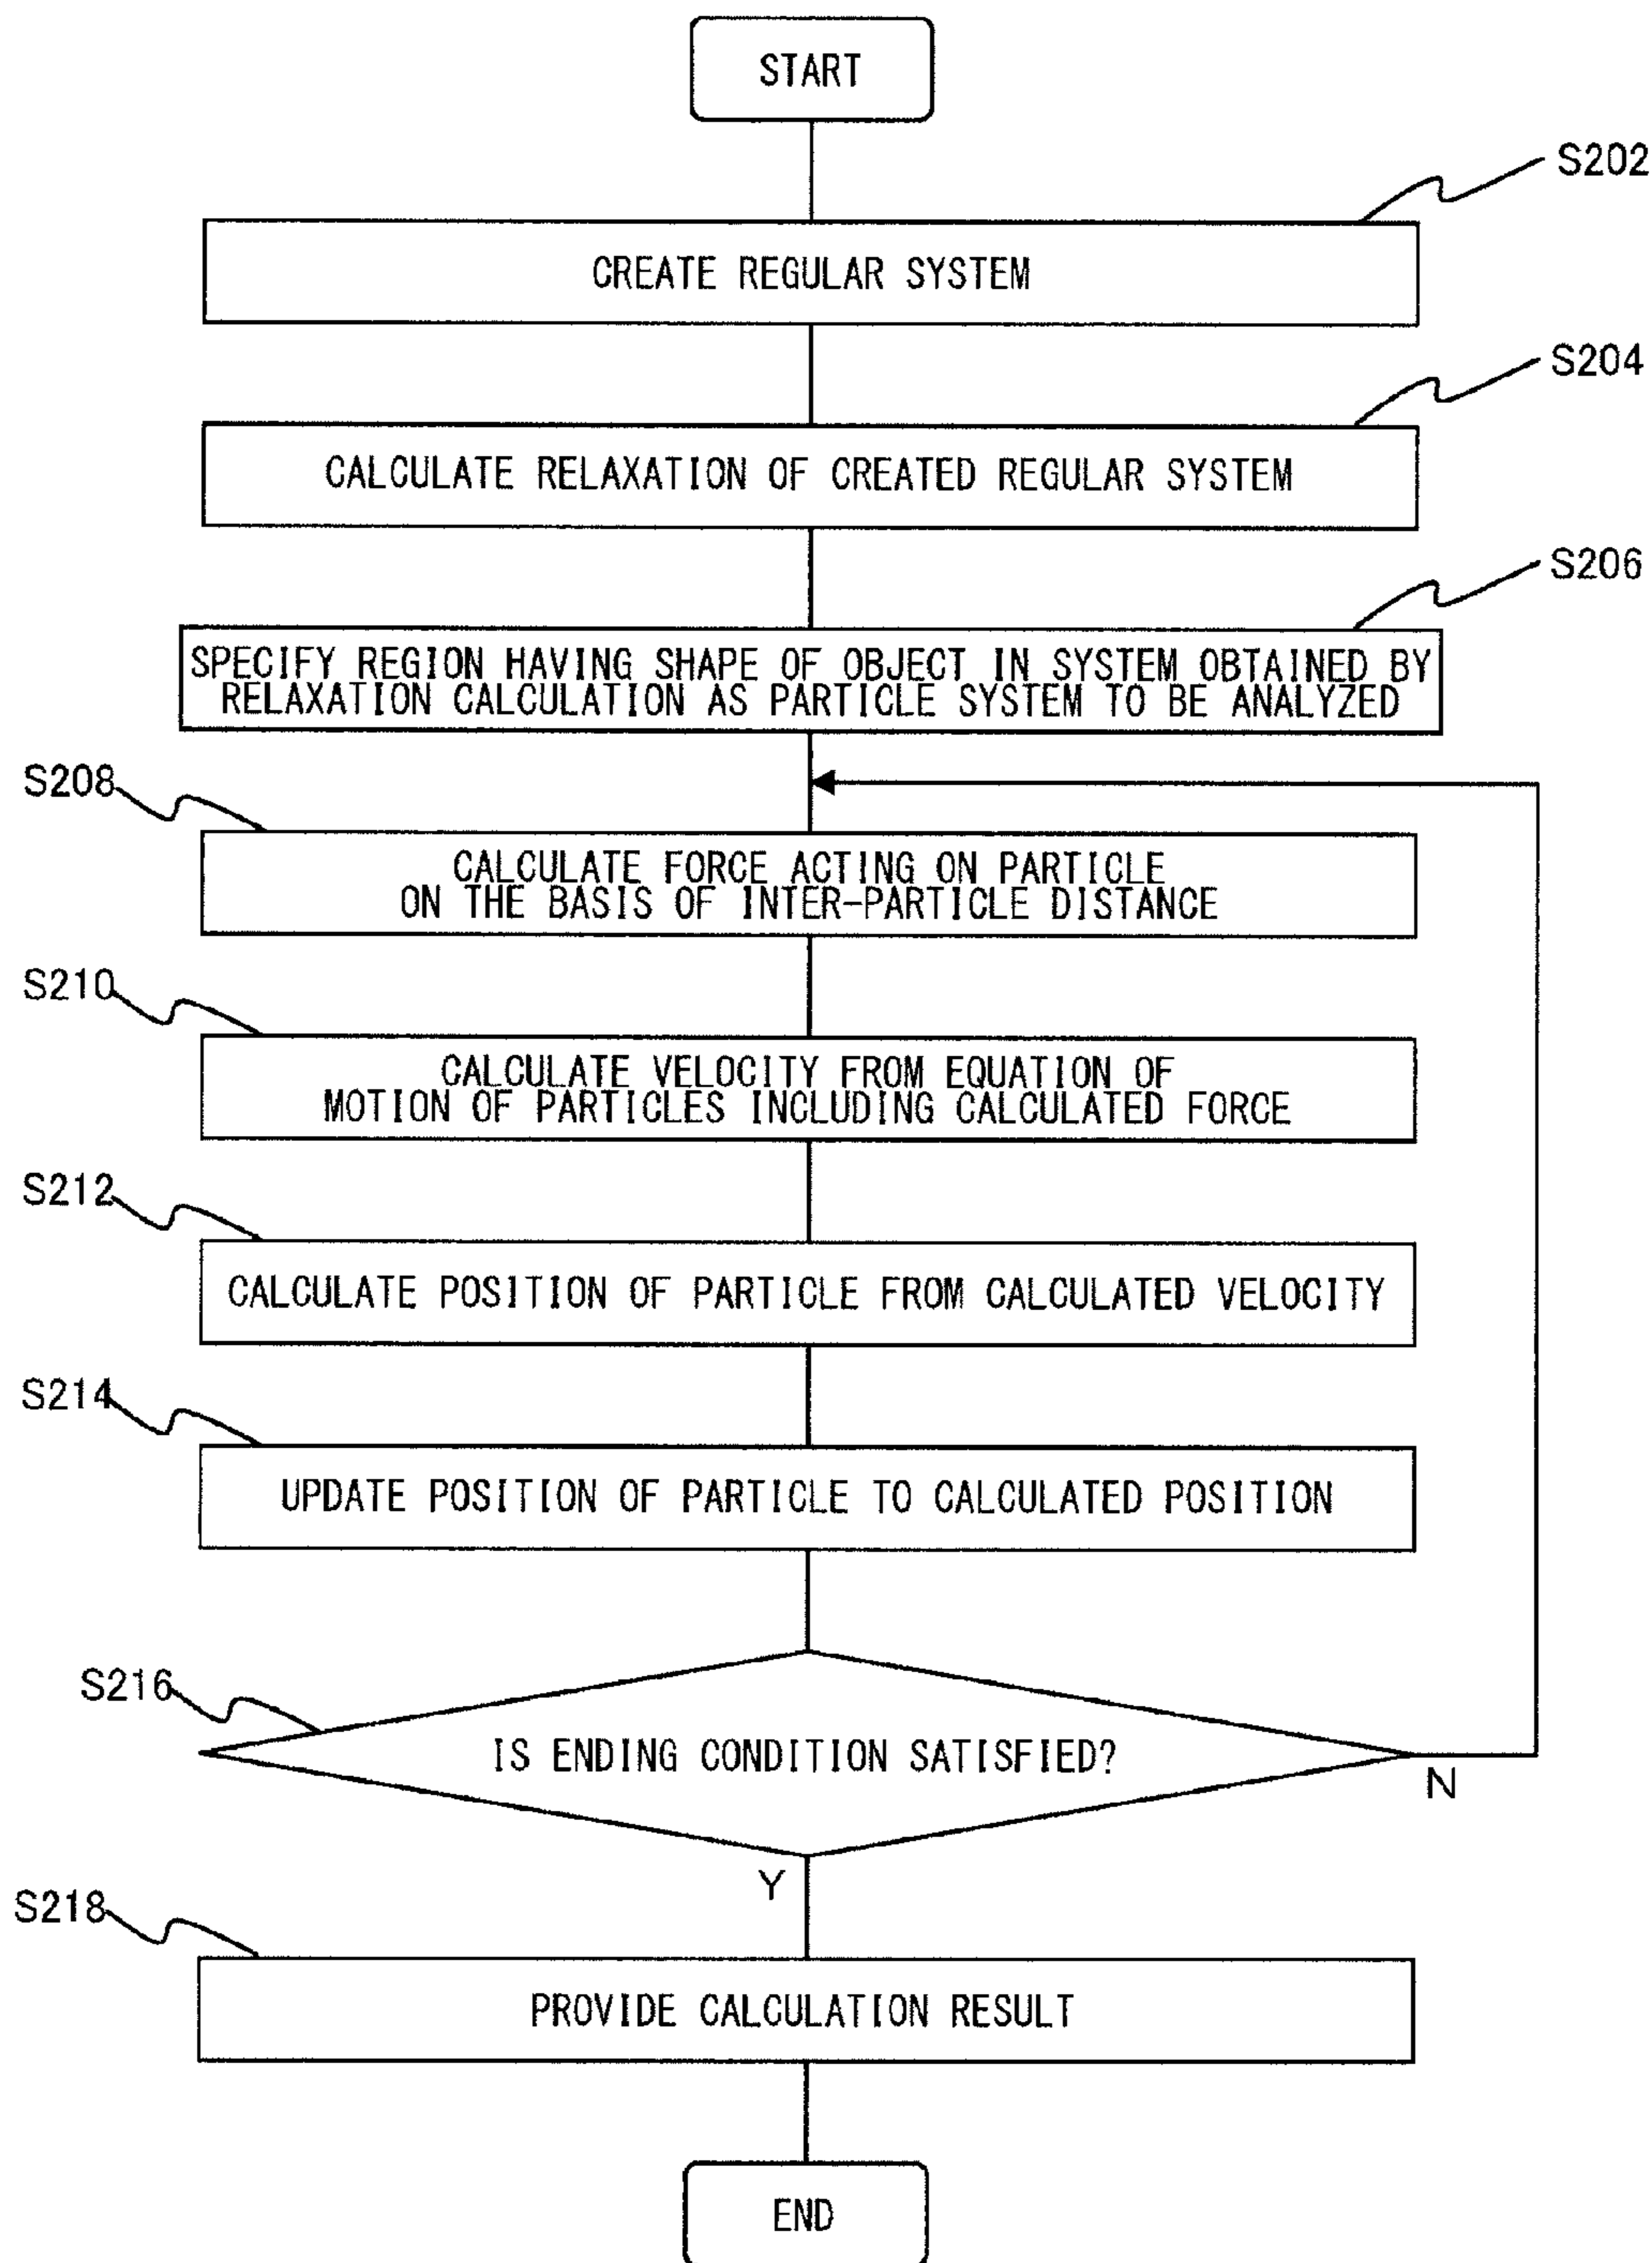 START
S202
CREATE REGULAR SYSTEM
S204
CALCULATE RELAXATION OF CREATED REGULAR SYSTEM
S206
SPECIFY REGION HAVING SHAPE OF OBJECT IN SYSTEM OBTAINED BY
RELAXATION CALCULATION AS PARTICLE SYSTEM TO BE ANALYZED
S208
CALCULATE FORCE ACTING ON PARTICLE
ON THE BASIS OF INTER-PARTICLE DISTANCE
S210
CALCULATE VELOCITY FROM EQUATION OF
MOTION OF PARTICLES INCLUDING CALCULATED FORCE
S212
CALCULATE POSITION OF PARTICLE FROM CALCULATED VELOCITY
S214
UPDATE POSITION OF PARTICLE TO CALCULATED POSITION
S216
IS ENDING CONDITION SATISFIED?
N
Y
S218
PROVIDE CALCULATION RESULT
END